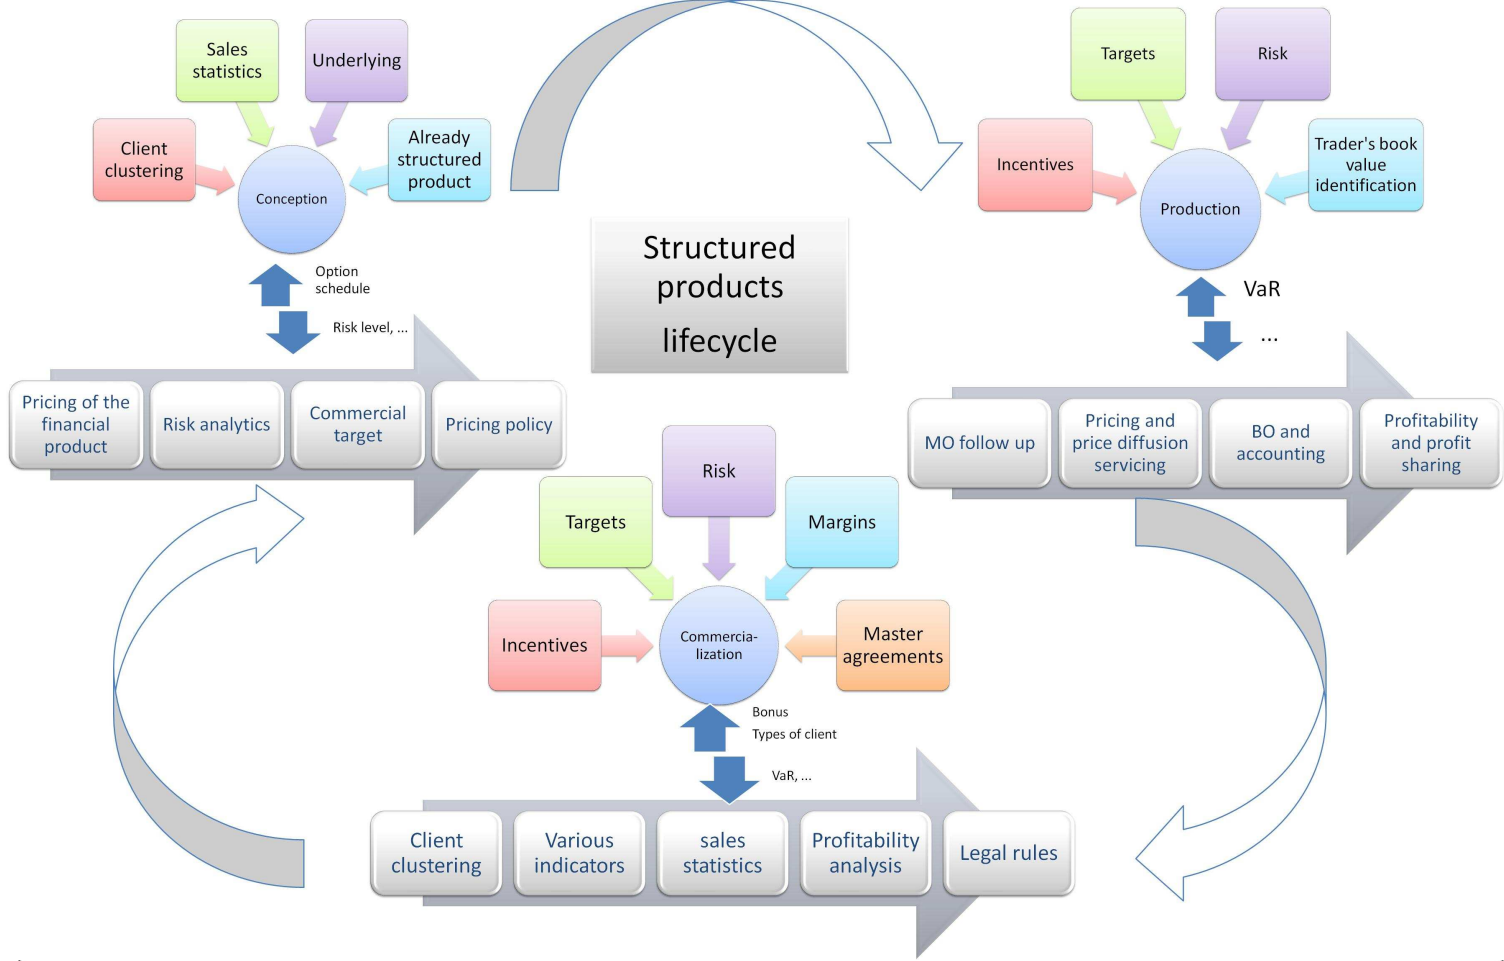 Sales
statistics
Underlying
Client
clustering
Already
structured
product
Conception
Option
schedule
Risk level, ...
Pricing of the
financial
product
Risk analytics
Commercial
target
Pricing policy
Structured
products
lifecycle
Targets
Risk
Incentives
Trader's book
value
identification
Production
VaR
...
MO follow up
Pricing and
price diffusion
servicing
BO and
accounting
Profitability
and profit
sharing
Risk
Targets
Margins
Incentives
Commercia-
lization
Master
agreements
Bonus
Types of client
VaR, ...
Client
clustering
Various
indicators
sales
statistics
Profitability
analysis
Legal rules